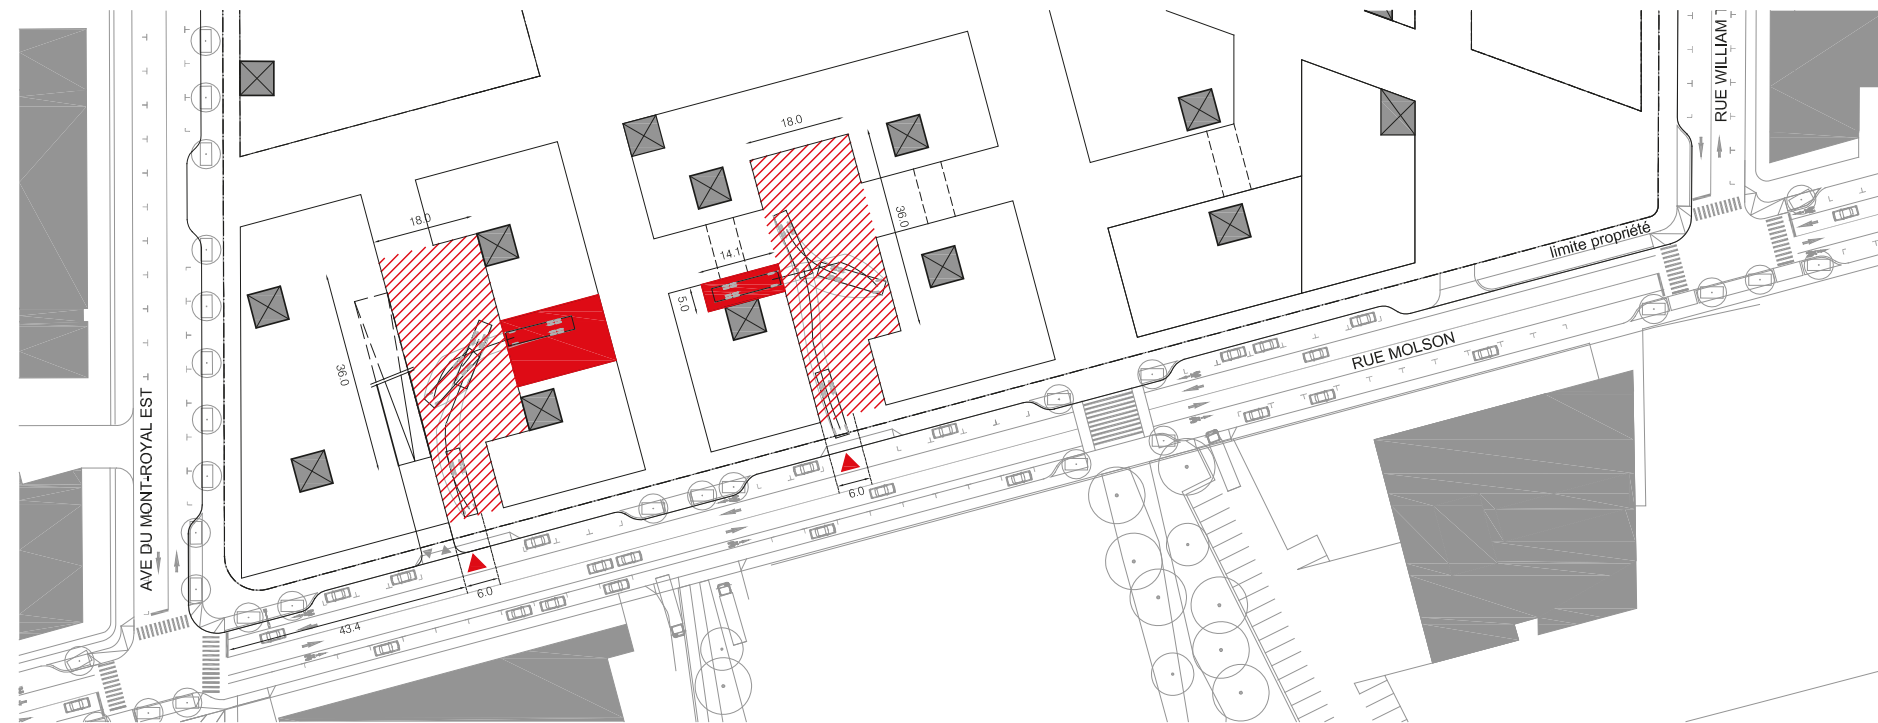 18.0
RUE WILLIAM T
18.0
36.0
limite propriété
14.1
5.0
36.0
RUE MOLSON
AVE DU MONT-ROYAL EST
6.0
6.0
43.4